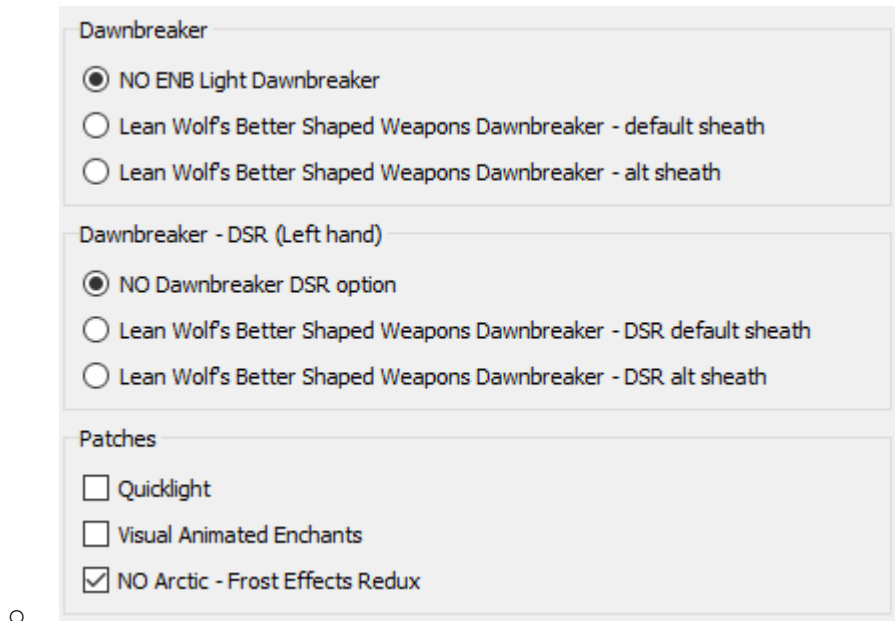 Dawnbreaker
NO ENB Light Dawnbreaker
Lean Wolf's Better Shaped Weapons Dawnbreaker - default sheath
Lean Wolf's Better Shaped Weapons Dawnbreaker - alt sheath
Dawnbreaker - DSR (Left hand)
NO Dawnbreaker DSR option
Lean Wolf's Better Shaped Weapons Dawnbreaker - DSR default sheath
Lean Wolf's Better Shaped Weapons Dawnbreaker - DSR alt sheath
Patches
Quicklight
Visual Animated Enchants
NO Arctic - Frost Effects Redux